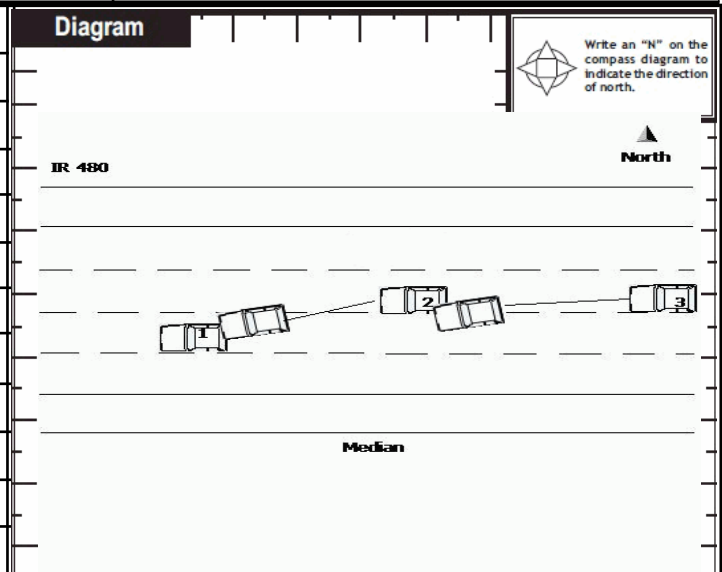 Diagram
Write an “N” on the
compass diagram to
indicate the direction
of north.
North
IR 480
1
2
3
Median